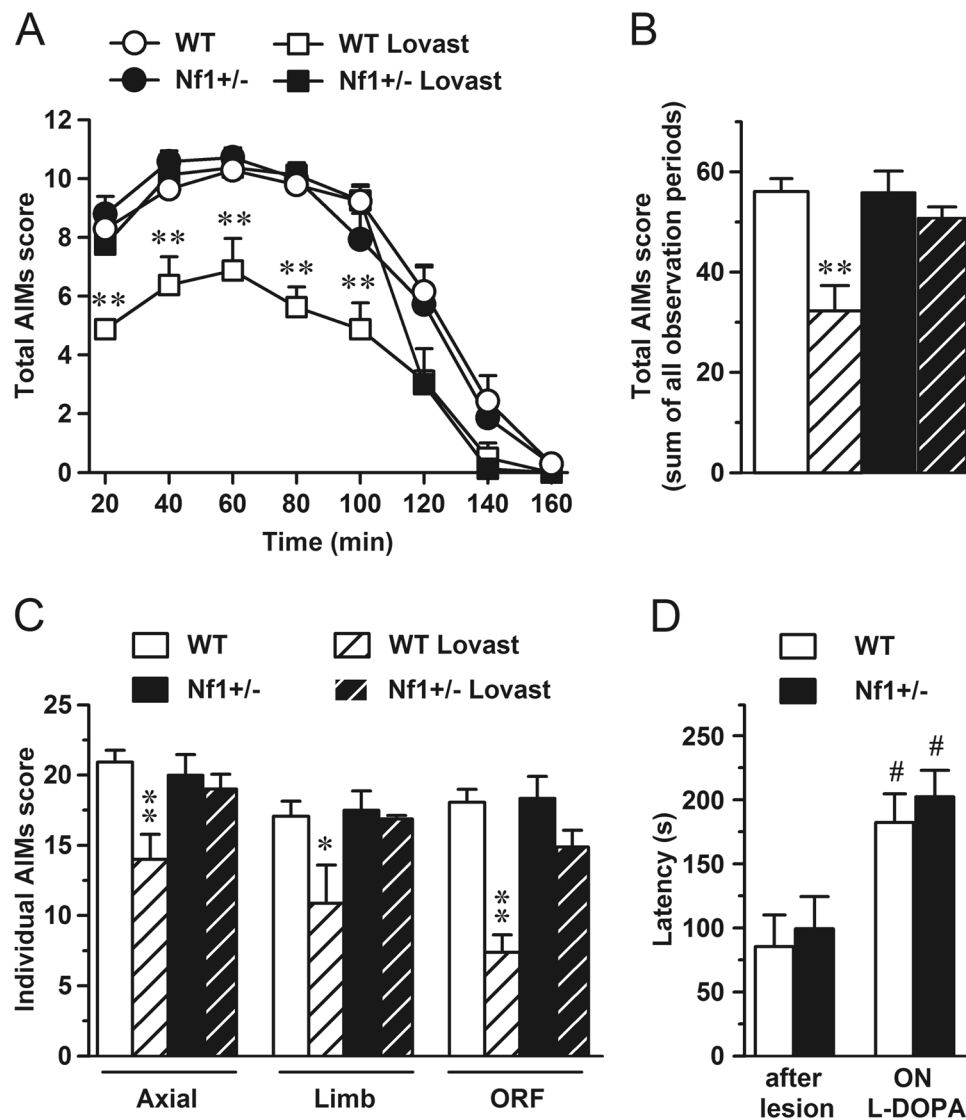 A
WT
WT Lovast
Nf1+/-
Nf1+/- Lovast
Total AIMs score
12
10
8
6
4
2
0
**
**
**
**
**
20 40 60 80 100 120 140 160
Time (min)
B
Total AIMs score
(sum of all observation periods)
60
40
20
0
**
C
WT
WT Lovast
Nf1+/-
Nf1+/- Lovast
Individual AIMs score
25
20
15
10
5
0
**
*
**
Axial Limb ORF
D
WT
Nf1+/-
Latency (s)
250
200
150
100
50
0
#
#
after
lesion
ON
L-DOPA